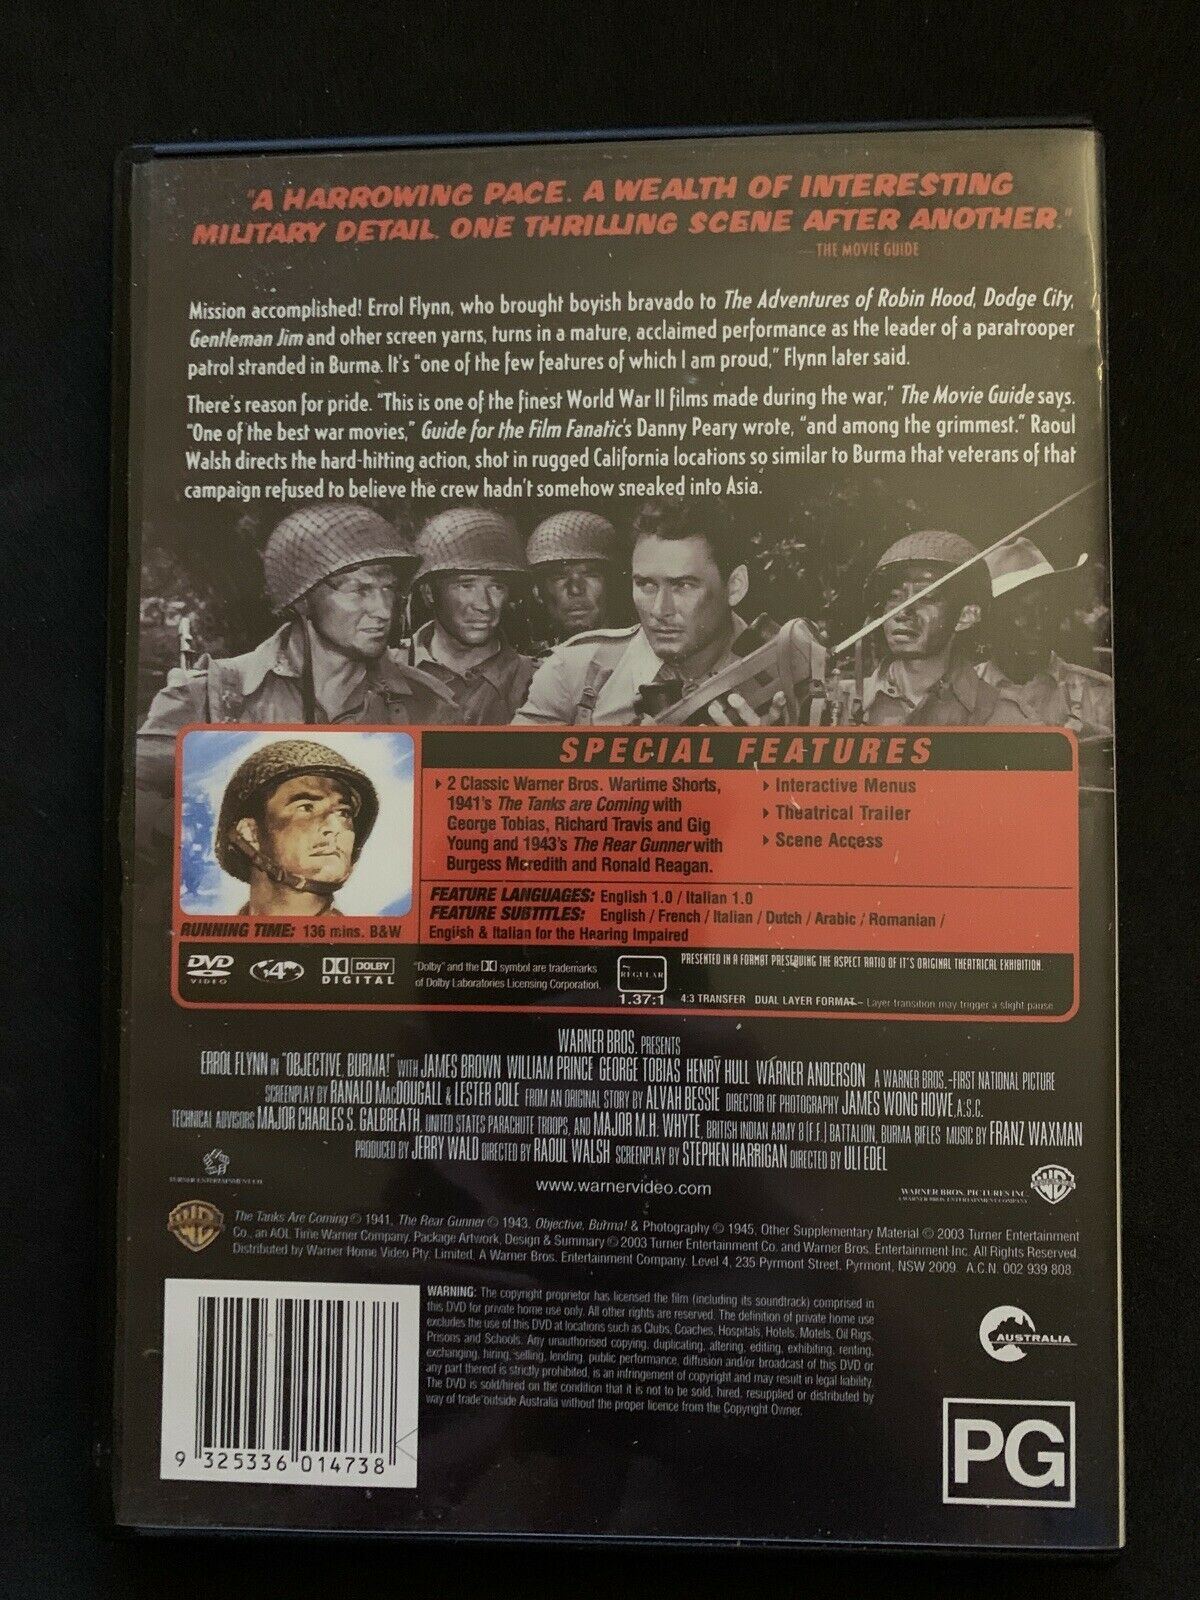 "A HARROWING PACE. A WEALTH OF INTERESTING
MILITARY DETAIL. ONE THRILLING SCENE AFTER ANOTHER."
— THE MOVIE GUIDE
Mission accomplished! Errol Flynn, who brought boyish bravado to The Adventures of Robin Hood, Dodge City,
Gentleman Jim and other screen yarns, turns in a mature, acclaimed performance as the leader of a paratrooper
patrol stranded in Burma. It's "one of the few features of which I am proud," Flynn later said.
There's reason for pride. "This is one of the finest World War II films made during the war," The Movie Guide says.
"One of the best war movies," Guide for the Film Fanatic's Danny Peary wrote, "and among the grimmest." Raoul
Walsh directs the hard-hitting action, shot in rugged California locations so similar to Burma that veterans of that
campaign refused to believe the crew hadn't somehow sneaked into Asia.
SPECIAL FEATURES
2 Classic Warner Bros. Wartime Shorts,
1941's The Tanks are Coming with
George Tobias, Richard Travis and Gig
Young and 1943's The Rear Gunner with
Burgess Meredith and Ronald Reagan.
Interactive Menus
Theatrical Trailer
Scene Access
FEATURE LANGUAGES: English 1.0 / Italian 1.0
FEATURE SUBTITLES: English / French / Italian / Dutch / Arabic / Romanian /
English & Italian for the Hearing Impaired
RUNNING TIME: 136 mins. B&W
DVD VIDEO
4
DOLBY DIGITAL
"Dolby" and the DD symbol are trademarks
of Dolby Laboratories Licensing Corporation.
REGULAR
1.37:1
PRESENTED IN A FORMAT PRESERVING THE ASPECT RATIO OF IT'S ORIGINAL THEATRICAL EXHIBITION.
4:3 TRANSFER DUAL LAYER FORMAT – Layer transition may trigger a slight pause
WARNER BROS. PRESENTS
ERROL FLYNN IN "OBJECTIVE, BURMA!" WITH JAMES BROWN WILLIAM PRINCE GEORGE TOBIAS HENRY HULL WARNER ANDERSON A WARNER BROS.-FIRST NATIONAL PICTURE
SCREENPLAY BY RANALD MACDOUGALL & LESTER COLE FROM AN ORIGINAL STORY BY ALVAH BESSIE DIRECTOR OF PHOTOGRAPHY JAMES WONG HOWE, A.S.C.
TECHNICAL ADVISORS MAJOR CHARLES S. GALBREATH, UNITED STATES PARACHUTE TROOPS, AND MAJOR M.H. WHYTE, BRITISH INDIAN ARMY 8 [F.F.] BATTALION, BURMA RIFLES MUSIC BY FRANZ WAXMAN
PRODUCED BY JERRY WALD DIRECTED BY RAOUL WALSH SCREENPLAY BY STEPHEN HARRIGAN DIRECTED BY ULI EDEL
TURNER ENTERTAINMENT CO.
www.warnervideo.com
WARNER BROS. PICTURES INC.
A WARNER BROS. ENTERTAINMENT COMPANY
The Tanks Are Coming © 1941, The Rear Gunner © 1943, Objective, Burma! & Photography © 1945, Other Supplementary Material © 2003 Turner Entertainment
Co., an AOL Time Warner Company. Package Artwork, Design & Summary © 2003 Turner Entertainment Co. and Warner Bros. Entertainment Inc. All Rights Reserved.
Distributed by Warner Home Video Pty. Limited. A Warner Bros. Entertainment Company. Level 4, 235 Pyrmont Street, Pyrmont, NSW 2009. A.C.N. 002 939 808.
WARNING: The copyright proprietor has licensed the film (including its soundtrack) comprised in
this DVD for private home use only. All other rights are reserved. The definition of private home use
excludes the use of this DVD at locations such as Clubs, Coaches, Hospitals, Hotels, Motels, Oil Rigs,
Prisons and Schools. Any unauthorised copying, duplicating, altering, editing, exhibiting, renting,
exchanging, hiring, selling, lending, public performance, diffusion and/or broadcast of this DVD or
any part thereof is strictly prohibited, is an infringement of copyright and may result in legal liability.
The DVD is sold/hired on the condition that it is not to be sold, hired, resupplied or distributed by
way of trade outside Australia without the proper licence from the Copyright Owner.
AUSTRALIA
9 325336 014738
PG